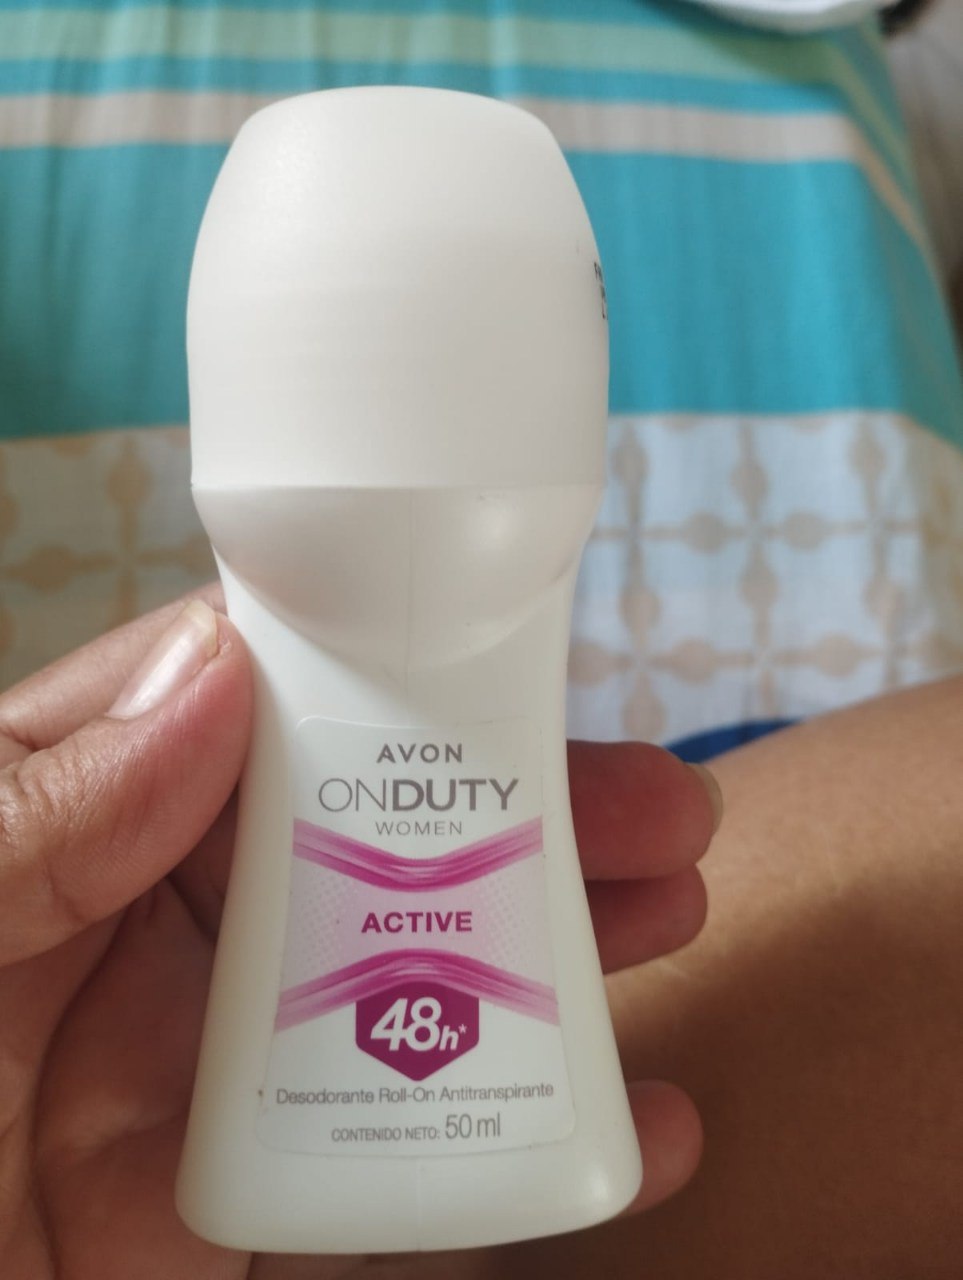 AVON
ONDUTY
WOMEN
ACTIVE
48h*
Desodorante Roll-On Antitranspirante
CONTENIDO NETO: 50 ml